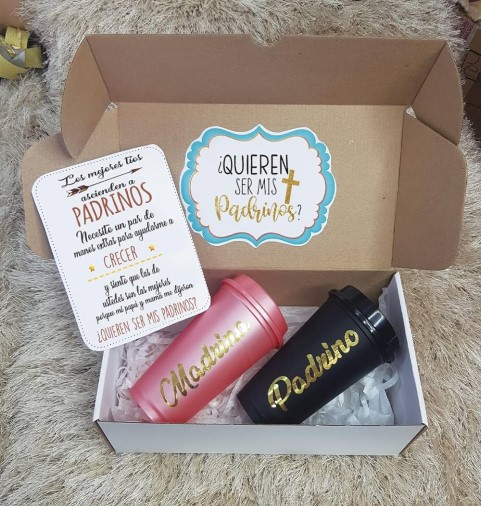 ¿QUIEREN
SER MIS
Padrinos?
Los mejores tíos
ascienden a
PADRINOS
Necesito un par de
manos extras para ayudarme a
CRECER
y siento que las de
ustedes son las mejores
porque mi papá y mamá me dijeron
¿QUIEREN SER MIS PADRINOS?
Madrina
Padrino